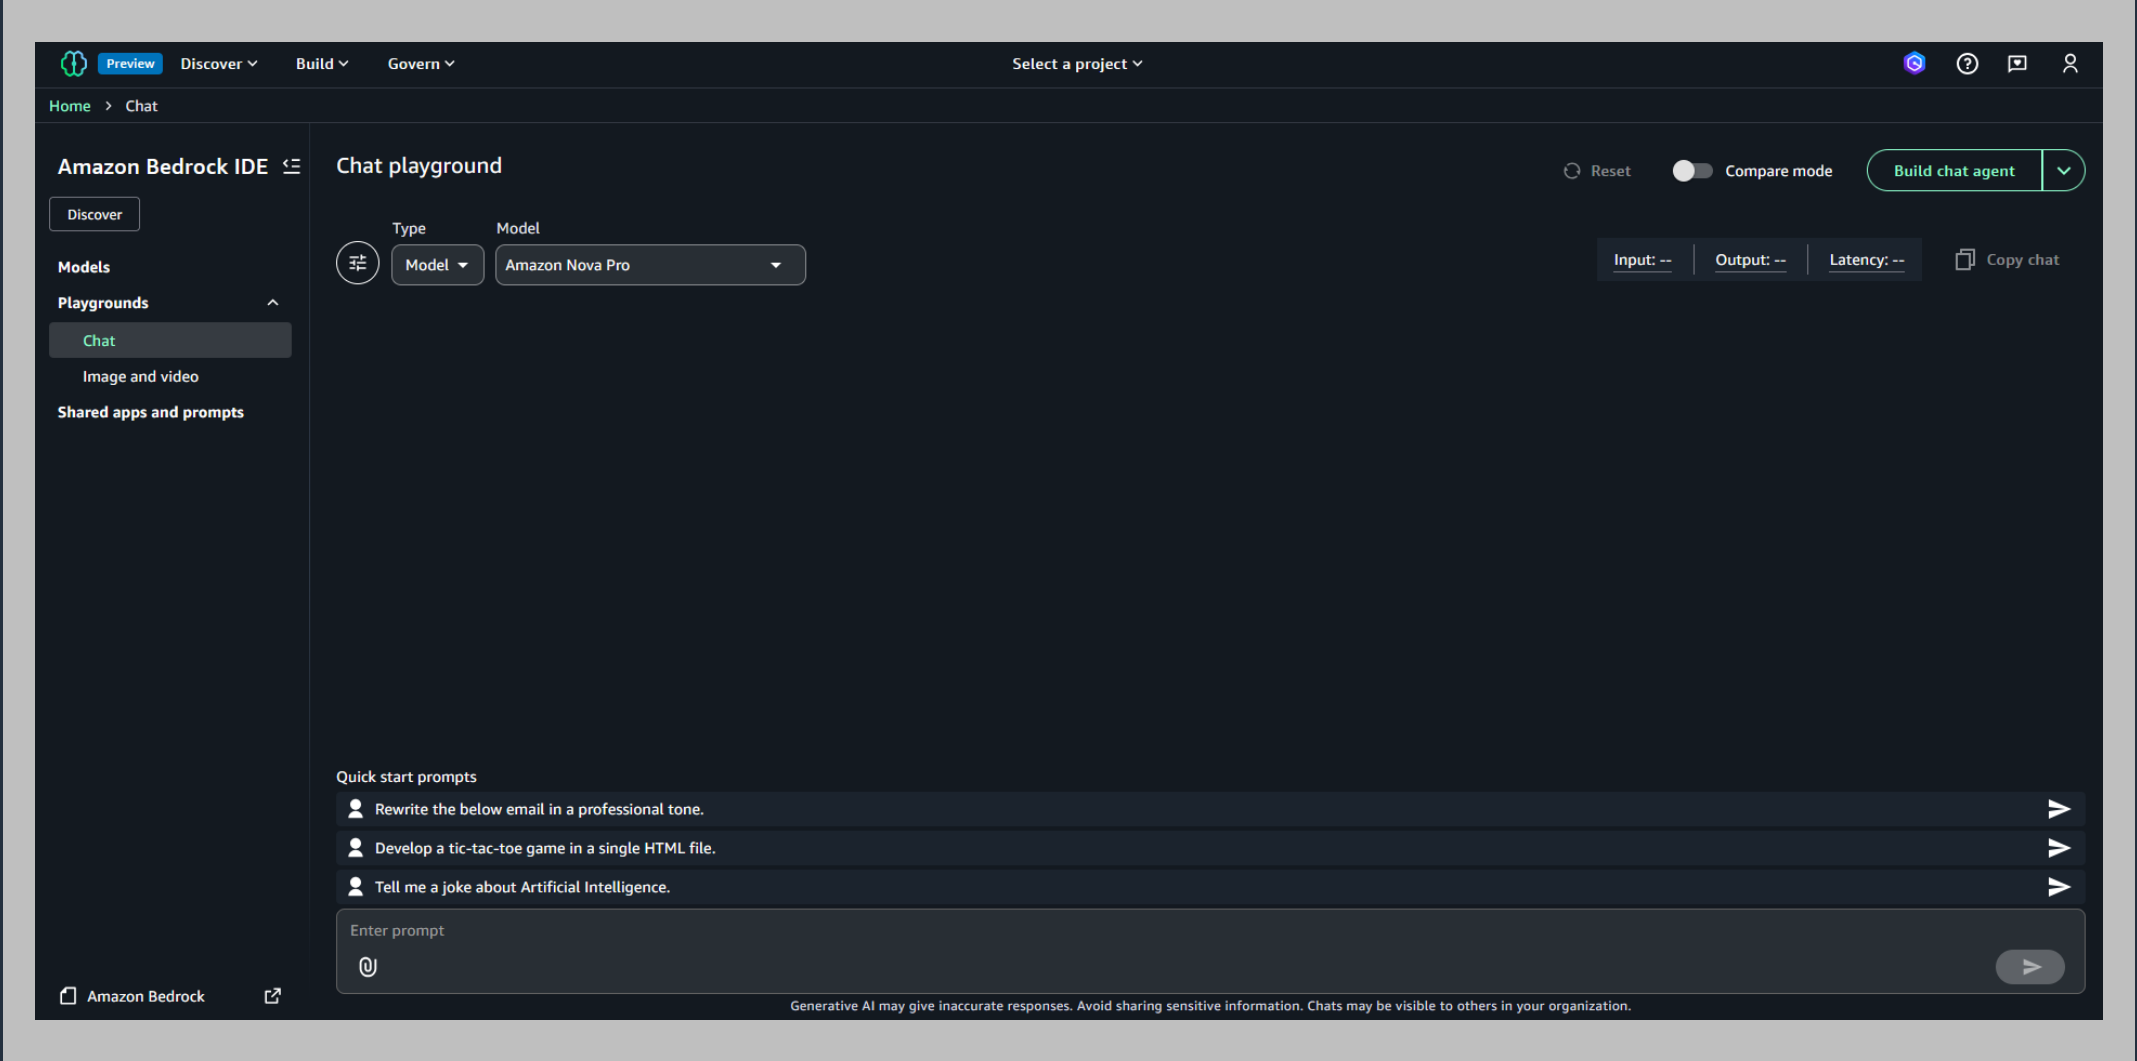 Preview Discover Build Govern Select a project
Home > Chat
Amazon Bedrock IDE
Discover
Models
Playgrounds
Chat
Image and video
Shared apps and prompts
Amazon Bedrock
Chat playground
Reset Compare mode Build chat agent
Type Model
Model Amazon Nova Pro
Input: -- Output: -- Latency: -- Copy chat
Quick start prompts
Rewrite the below email in a professional tone.
Develop a tic-tac-toe game in a single HTML file.
Tell me a joke about Artificial Intelligence.
Enter prompt
Generative AI may give inaccurate responses. Avoid sharing sensitive information. Chats may be visible to others in your organization.